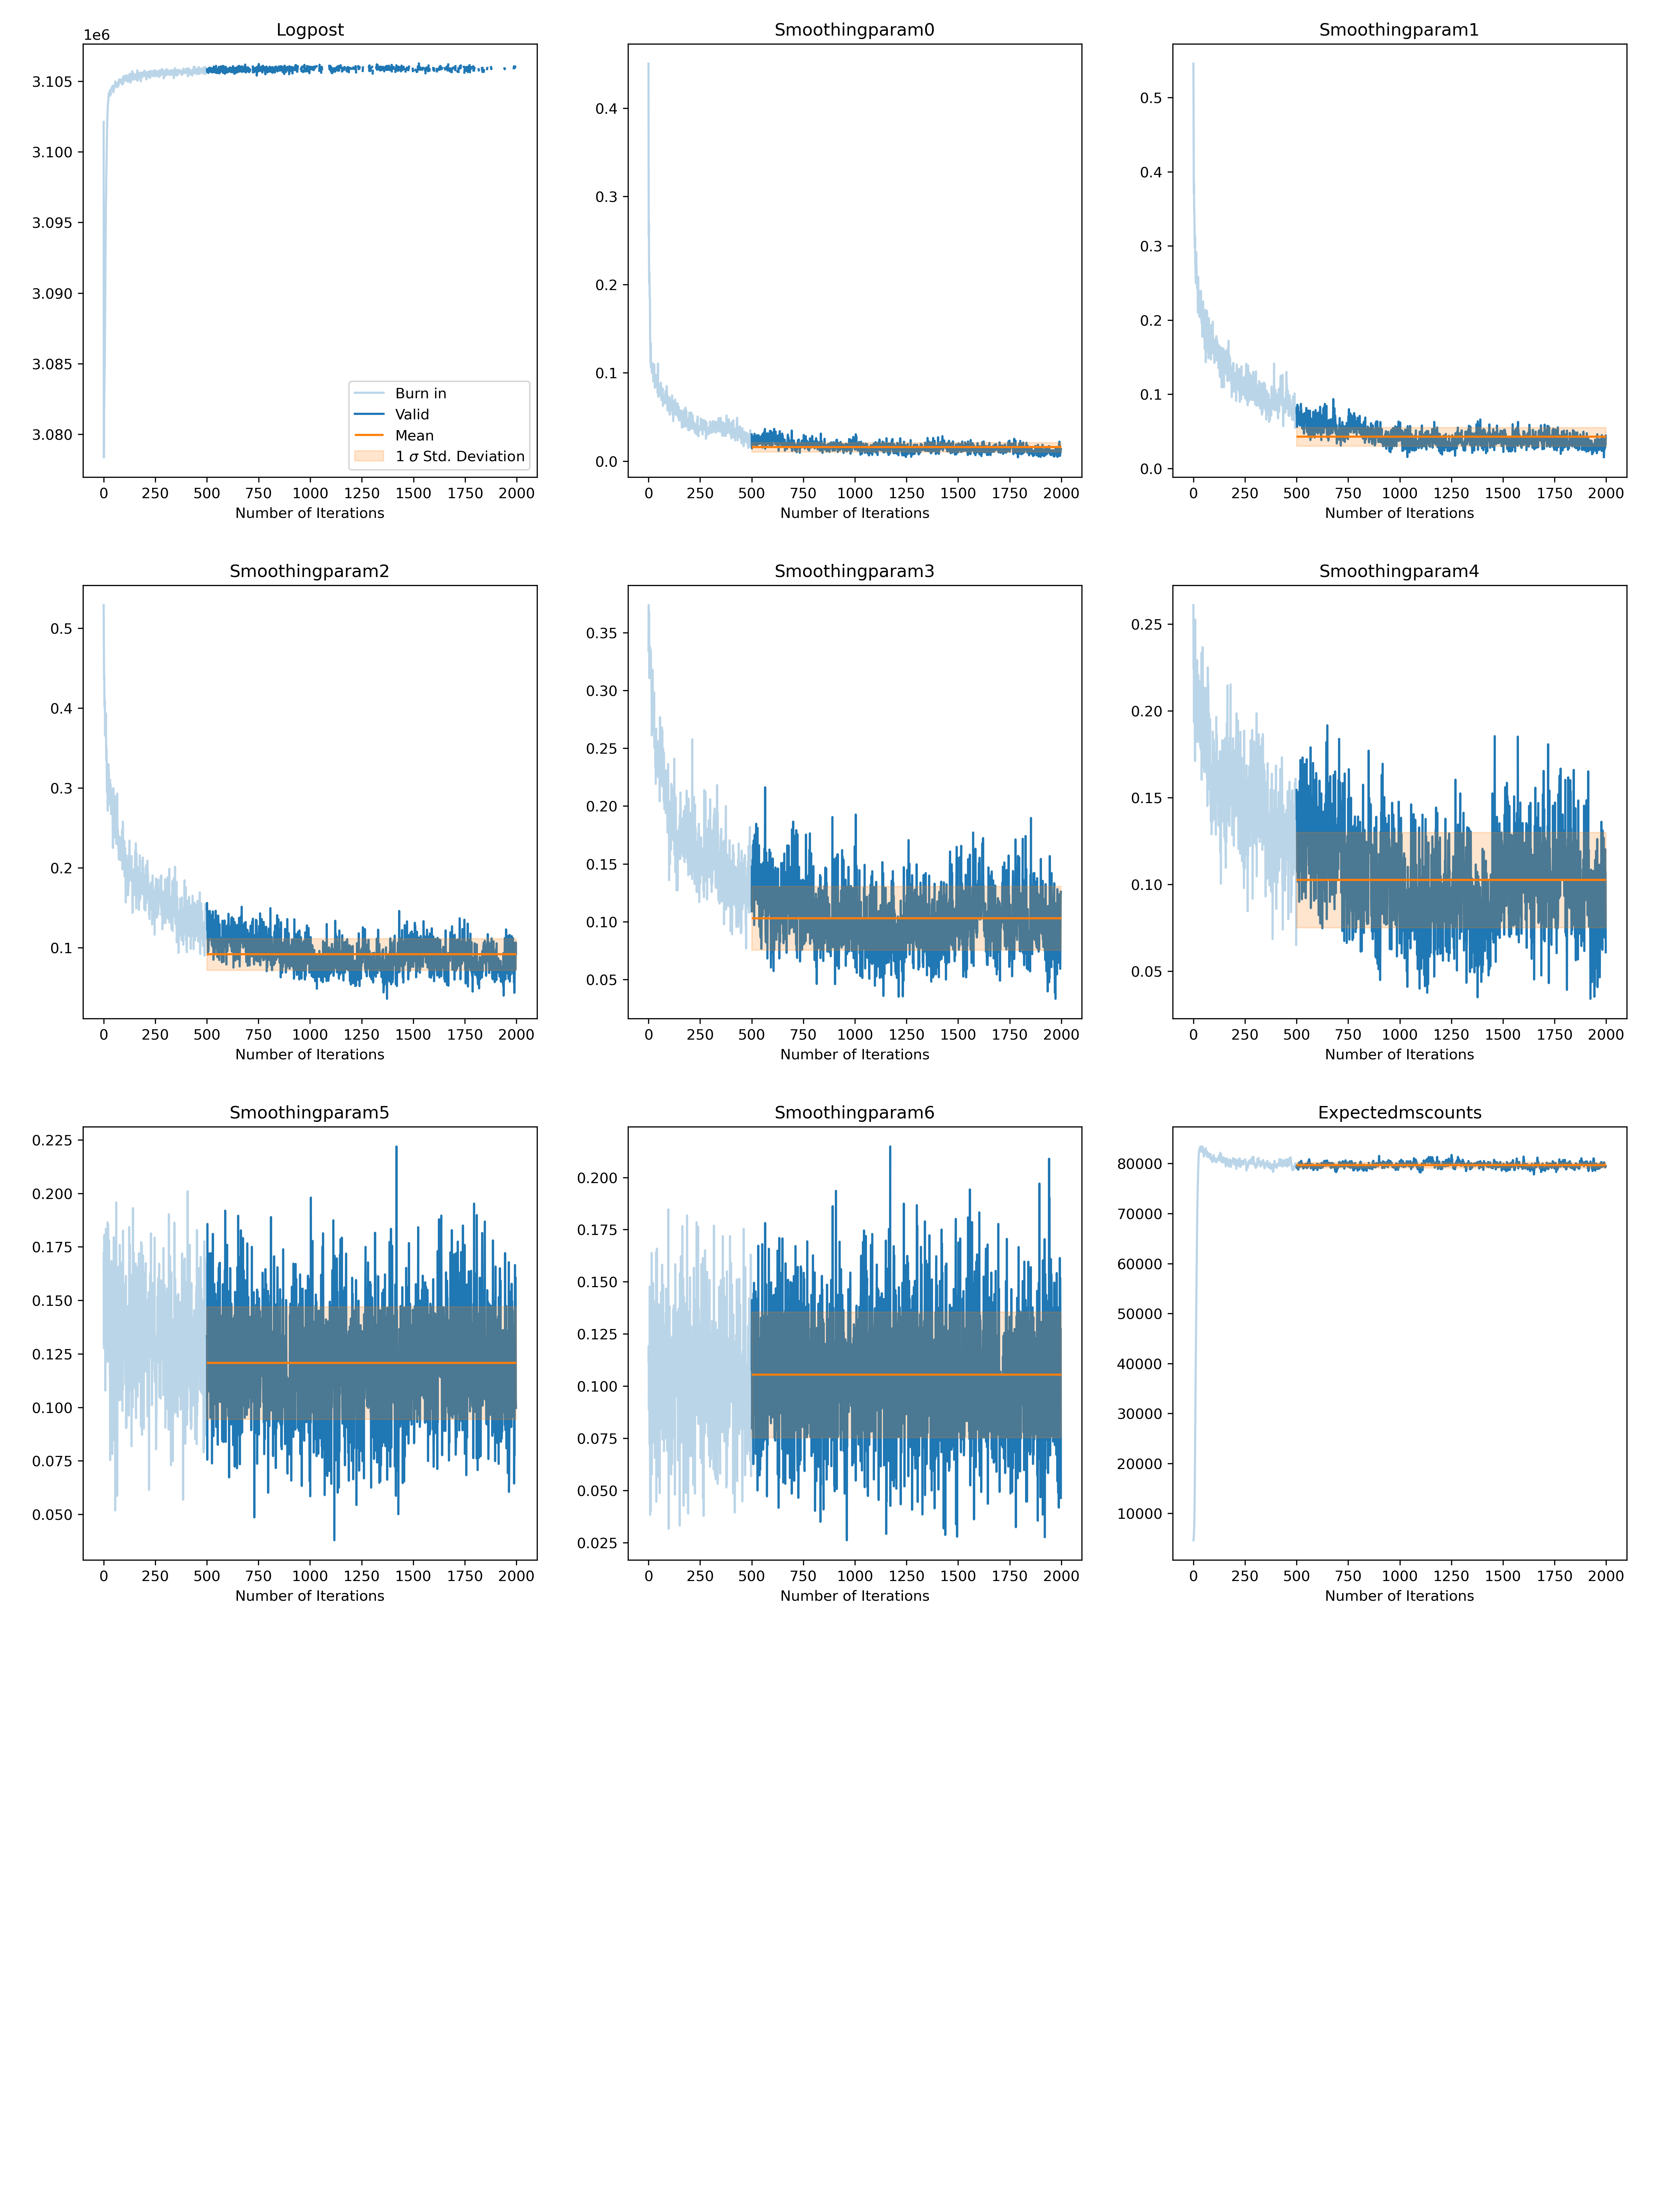 Logpost
1e6
3.105
3.100
3.095
3.090
3.085
3.080
Burn in
Valid
Mean
1 σ Std. Deviation
0 250 500 750 1000 1250 1500 1750 2000
Number of Iterations
Smoothingparam0
0.4
0.3
0.2
0.1
0.0
0 250 500 750 1000 1250 1500 1750 2000
Number of Iterations
Smoothingparam1
0.5
0.4
0.3
0.2
0.1
0.0
0 250 500 750 1000 1250 1500 1750 2000
Number of Iterations
Smoothingparam2
0.5
0.4
0.3
0.2
0.1
0 250 500 750 1000 1250 1500 1750 2000
Number of Iterations
Smoothingparam3
0.35
0.30
0.25
0.20
0.15
0.10
0.05
0 250 500 750 1000 1250 1500 1750 2000
Number of Iterations
Smoothingparam4
0.25
0.20
0.15
0.10
0.05
0 250 500 750 1000 1250 1500 1750 2000
Number of Iterations
Smoothingparam5
0.225
0.200
0.175
0.150
0.125
0.100
0.075
0.050
0 250 500 750 1000 1250 1500 1750 2000
Number of Iterations
Smoothingparam6
0.200
0.175
0.150
0.125
0.100
0.075
0.050
0.025
0 250 500 750 1000 1250 1500 1750 2000
Number of Iterations
Expectedmscounts
80000
70000
60000
50000
40000
30000
20000
10000
0 250 500 750 1000 1250 1500 1750 2000
Number of Iterations